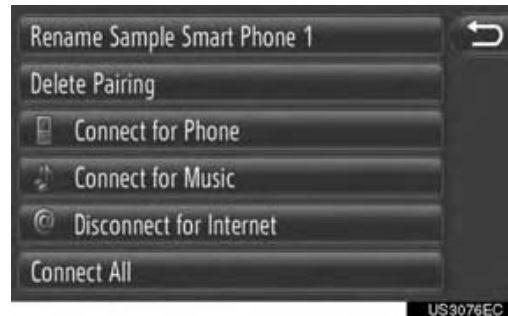 Rename Sample Smart Phone 1
Delete Pairing
Connect for Phone
Connect for Music
Disconnect for Internet
Connect All
US3076EC